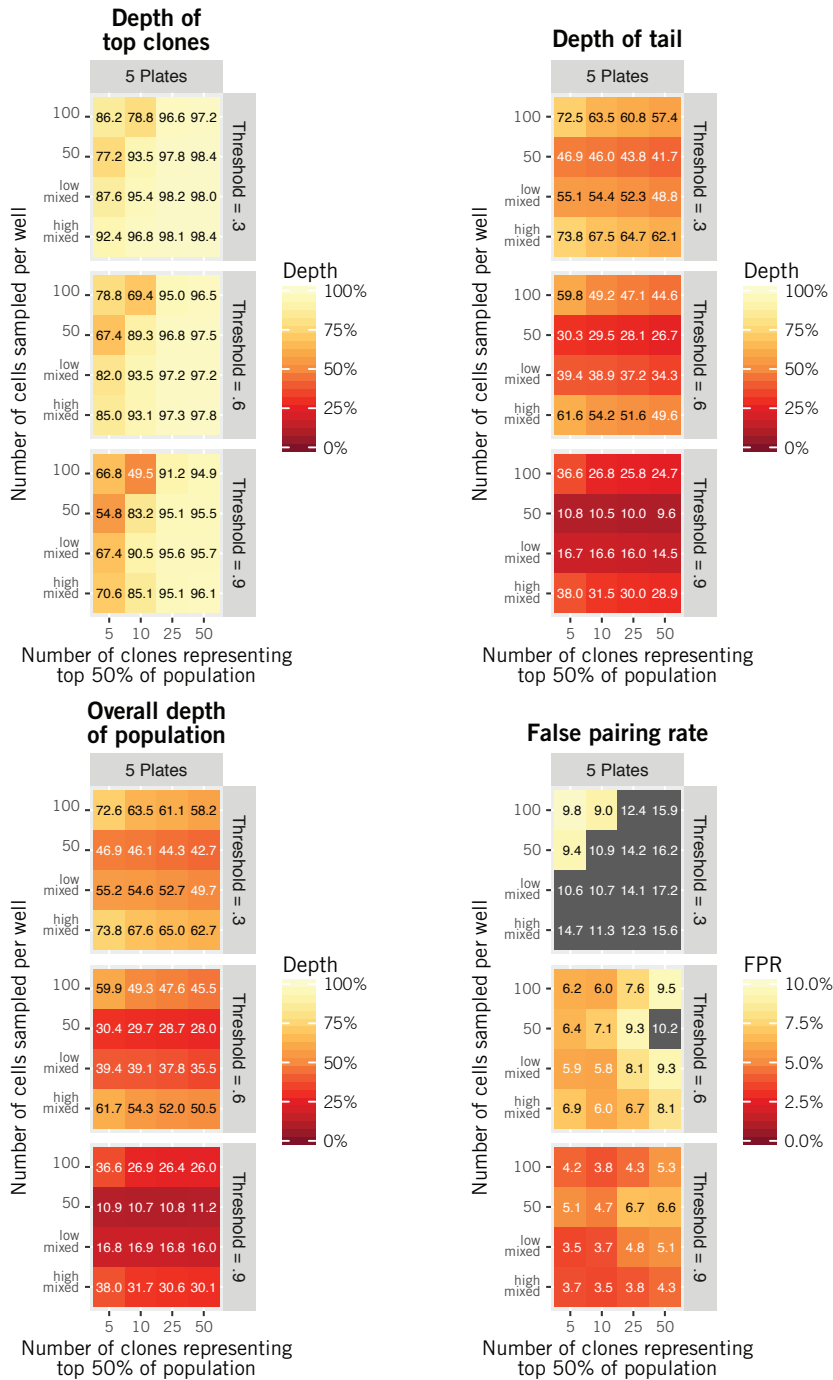 Depth of
top clones
5 Plates
Number of cells sampled per well
100
86.2 78.8 96.6 97.2
50
77.2 93.5 97.8 98.4
low
mixed
87.6 95.4 98.2 98.0
high
mixed
92.4 96.8 98.1 98.4
Threshold = .3
100
78.8 69.4 95.0 96.5
50
67.4 89.3 96.8 97.5
low
mixed
82.0 93.5 97.2 97.2
high
mixed
85.0 93.1 97.3 97.8
Threshold = .6
100
66.8 49.5 91.2 94.9
50
54.8 83.2 95.1 95.5
low
mixed
67.4 90.5 95.6 95.7
high
mixed
70.6 85.1 95.1 96.1
Threshold = .9
5 10 25 50
Number of clones representing
top 50% of population
Depth
100%
75%
50%
25%
0%
Depth of tail
5 Plates
Number of cells sampled per well
100
72.5 63.5 60.8 57.4
50
46.9 46.0 43.8 41.7
low
mixed
55.1 54.4 52.3 48.8
high
mixed
73.8 67.5 64.7 62.1
Threshold = .3
100
59.8 49.2 47.1 44.6
50
30.3 29.5 28.1 26.7
low
mixed
39.4 38.9 37.2 34.3
high
mixed
61.6 54.2 51.6 49.6
Threshold = .6
100
36.6 26.8 25.8 24.7
50
10.8 10.5 10.0 9.6
low
mixed
16.7 16.6 16.0 14.5
high
mixed
38.0 31.5 30.0 28.9
Threshold = .9
5 10 25 50
Number of clones representing
top 50% of population
Depth
100%
75%
50%
25%
0%
Overall depth
of population
5 Plates
Number of cells sampled per well
100
72.6 63.5 61.1 58.2
50
46.9 46.1 44.3 42.7
low
mixed
55.2 54.6 52.7 49.7
high
mixed
73.8 67.6 65.0 62.7
Threshold = .3
100
59.9 49.3 47.6 45.5
50
30.4 29.7 28.7 28.0
low
mixed
39.4 39.1 37.8 35.5
high
mixed
61.7 54.3 52.0 50.5
Threshold = .6
100
36.6 26.9 26.4 26.0
50
10.9 10.7 10.8 11.2
low
mixed
16.8 16.9 16.8 16.0
high
mixed
38.0 31.7 30.6 30.1
Threshold = .9
5 10 25 50
Number of clones representing
top 50% of population
Depth
100%
75%
50%
25%
0%
False pairing rate
5 Plates
Number of cells sampled per well
100
9.8 9.0 12.4 15.9
50
9.4 10.9 14.2 16.2
low
mixed
10.6 10.7 14.1 17.2
high
mixed
14.7 11.3 12.3 15.6
Threshold = .3
100
6.2 6.0 7.6 9.5
50
6.4 7.1 9.3 10.2
low
mixed
5.9 5.8 8.1 9.3
high
mixed
6.9 6.0 6.7 8.1
Threshold = .6
100
4.2 3.8 4.3 5.3
50
5.1 4.7 6.7 6.6
low
mixed
3.5 3.7 4.8 5.1
high
mixed
3.7 3.5 3.8 4.3
Threshold = .9
5 10 25 50
Number of clones representing
top 50% of population
FPR
10.0%
7.5%
5.0%
2.5%
0.0%